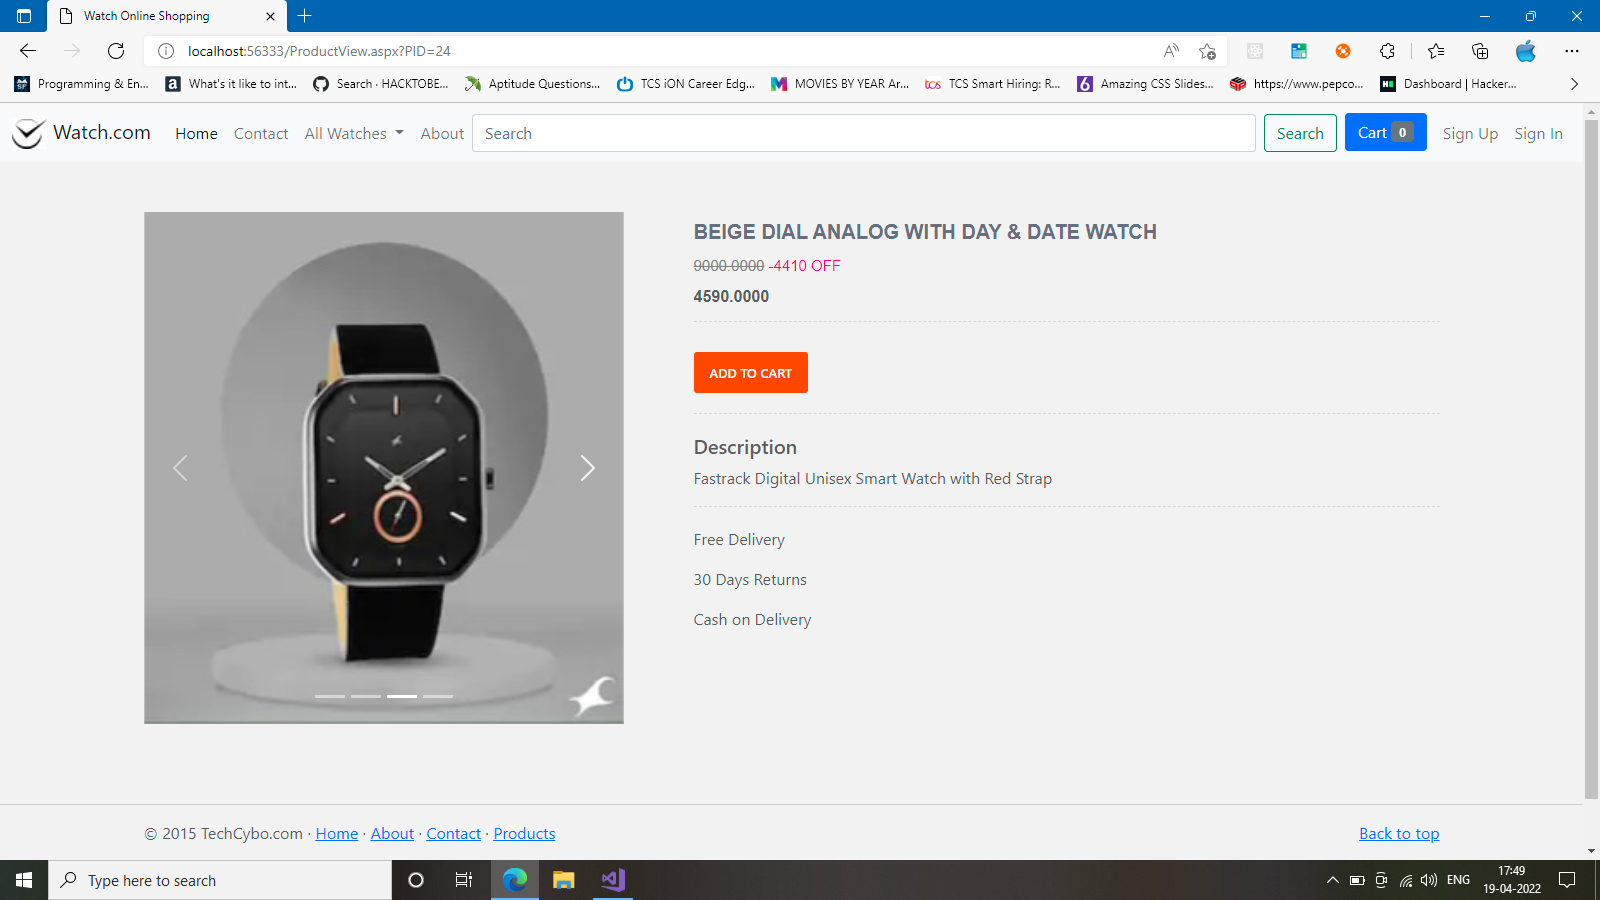 Watch Online Shopping
localhost:56333/ProductView.aspx?PID=24
Programming & En... What's it like to int... Search · HACKTOBE... Aptitude Questions... TCS iON Career Edg... MOVIES BY YEAR Ar... tcs TCS Smart Hiring: R... 6 Amazing CSS Slides... https://www.pepco... Dashboard | Hacker...
Watch.com Home Contact All Watches About Search Search Cart 0 Sign Up Sign In
BEIGE DIAL ANALOG WITH DAY & DATE WATCH
9000.0000 -4410 OFF
4590.0000
ADD TO CART
Description
Fastrack Digital Unisex Smart Watch with Red Strap
Free Delivery
30 Days Returns
Cash on Delivery
© 2015 TechCybo.com · Home · About · Contact · Products Back to top
Type here to search
ENG
17:49
19-04-2022